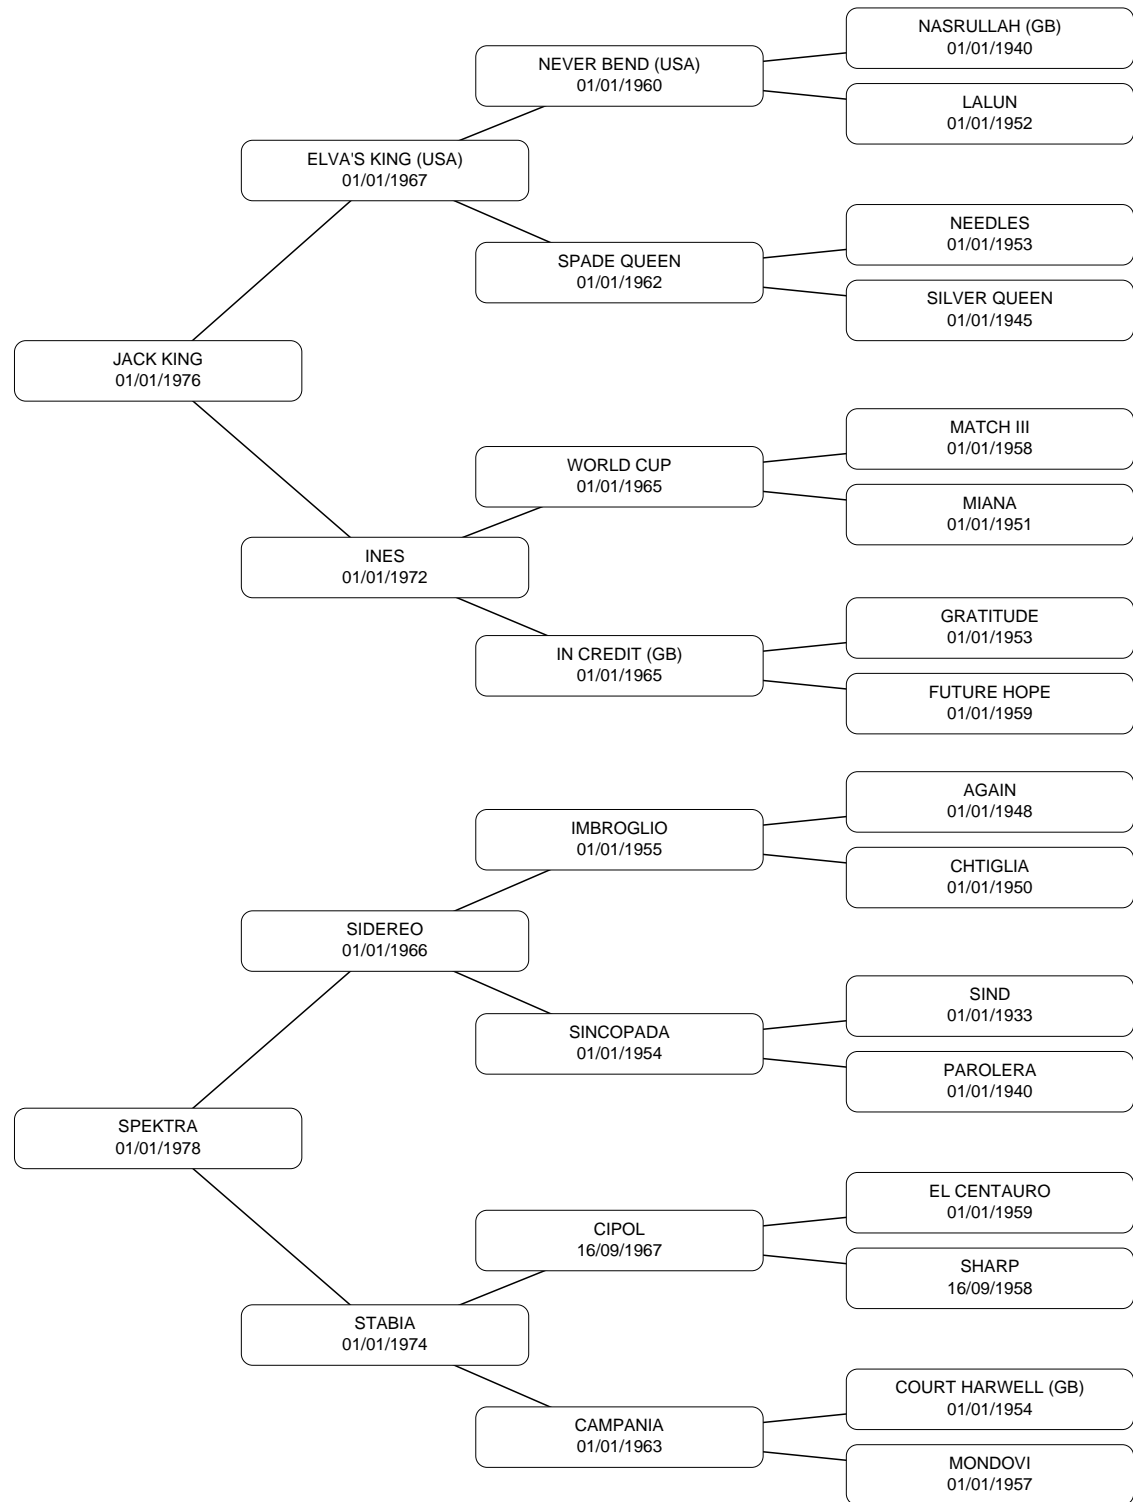 NASRULLAH (GB)
01/01/1940
NEVER BEND (USA)
01/01/1960
LALUN
01/01/1952
ELVA'S KING (USA)
01/01/1967
NEEDLES
01/01/1953
SPADE QUEEN
01/01/1962
SILVER QUEEN
01/01/1945
JACK KING
01/01/1976
MATCH III
01/01/1958
WORLD CUP
01/01/1965
MIANA
01/01/1951
INES
01/01/1972
GRATITUDE
01/01/1953
IN CREDIT (GB)
01/01/1965
FUTURE HOPE
01/01/1959
AGAIN
01/01/1948
IMBROGLIO
01/01/1955
CHTIGLIA
01/01/1950
SIDEREO
01/01/1966
SIND
01/01/1933
SINCOPADA
01/01/1954
PAROLERA
01/01/1940
SPEKTRA
01/01/1978
EL CENTAURO
01/01/1959
CIPOL
16/09/1967
SHARP
16/09/1958
STABIA
01/01/1974
COURT HARWELL (GB)
01/01/1954
CAMPANIA
01/01/1963
MONDOVI
01/01/1957